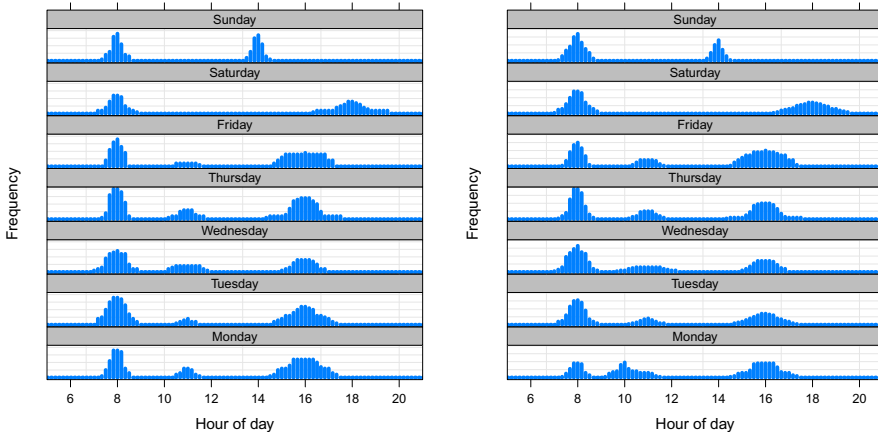 Sunday
Saturday
Friday
Thursday
Wednesday
Tuesday
Monday
6 8 10 12 14 16 18 20
Hour of day
Frequency
Sunday
Saturday
Friday
Thursday
Wednesday
Tuesday
Monday
6 8 10 12 14 16 18 20
Hour of day
Frequency